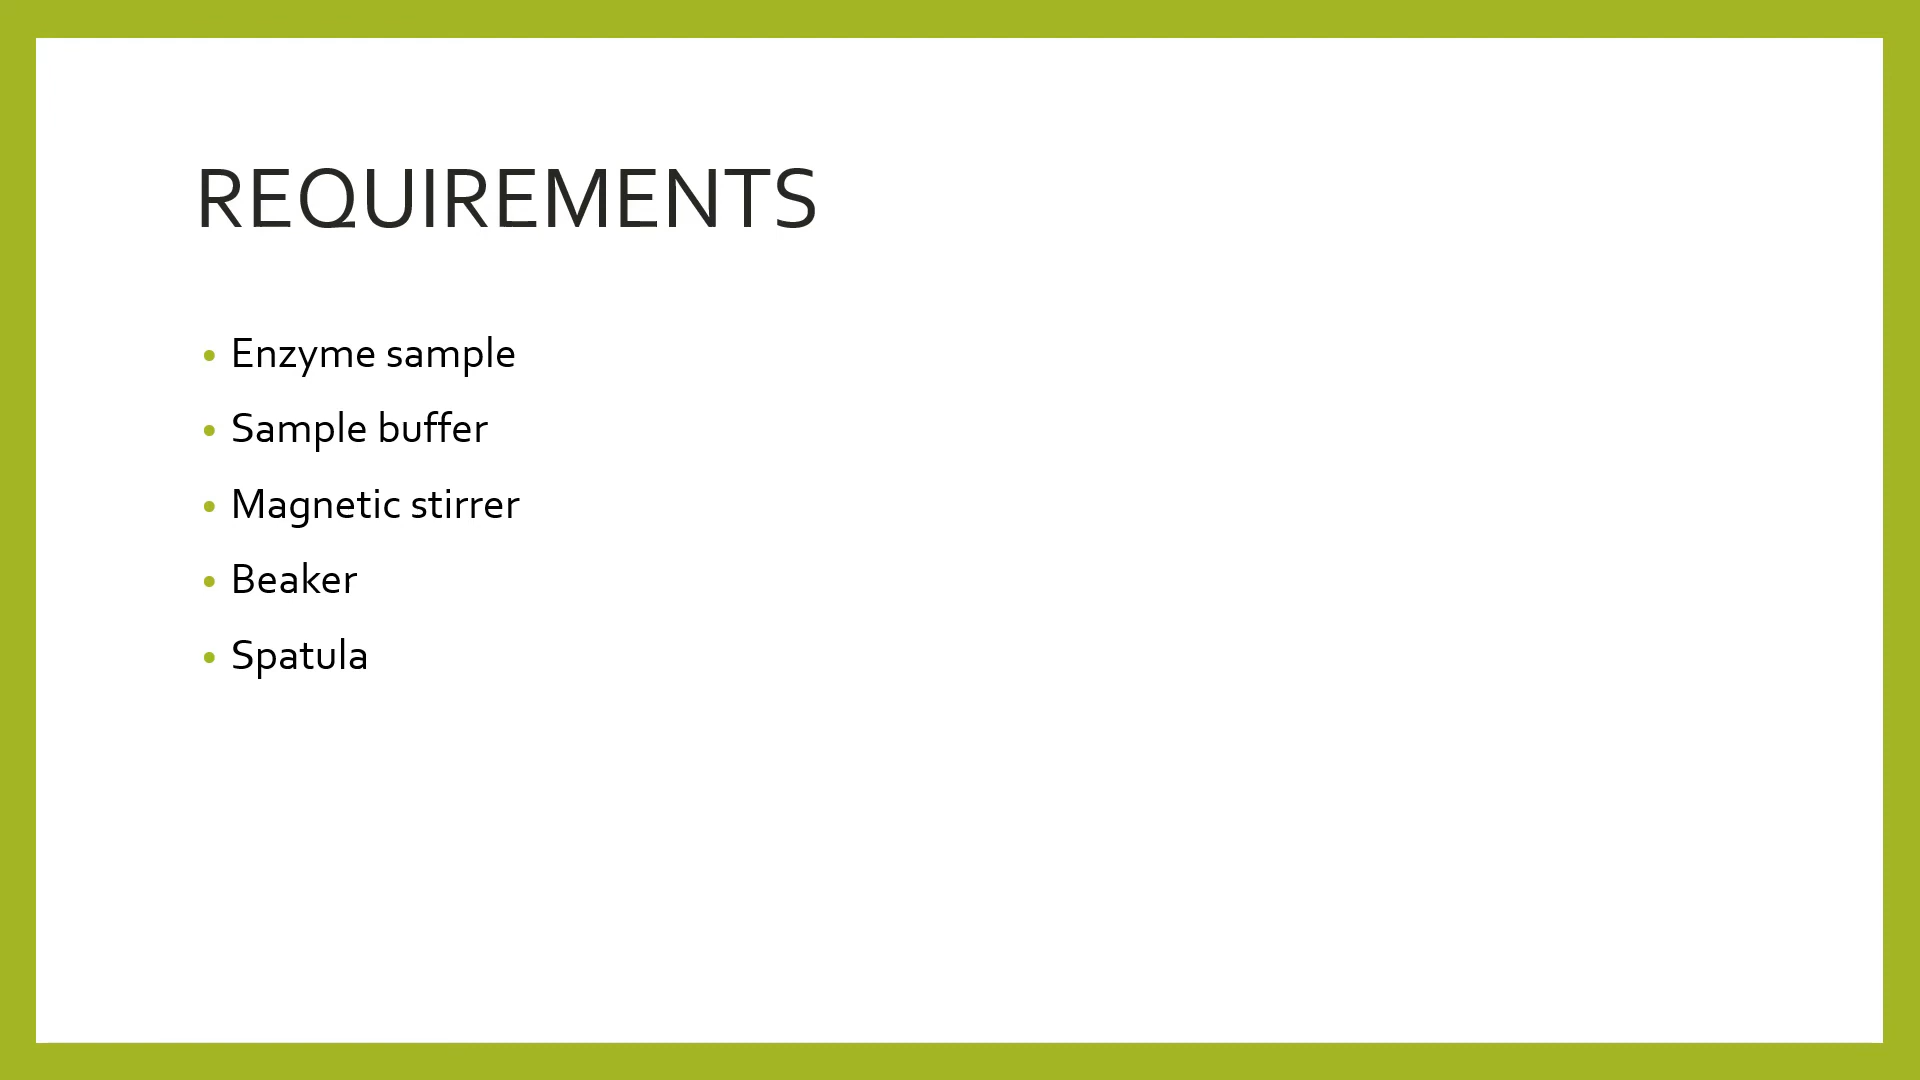 REQUIREMENTS
• Enzyme sample
• Sample buffer
• Magnetic stirrer
• Beaker
• Spatula